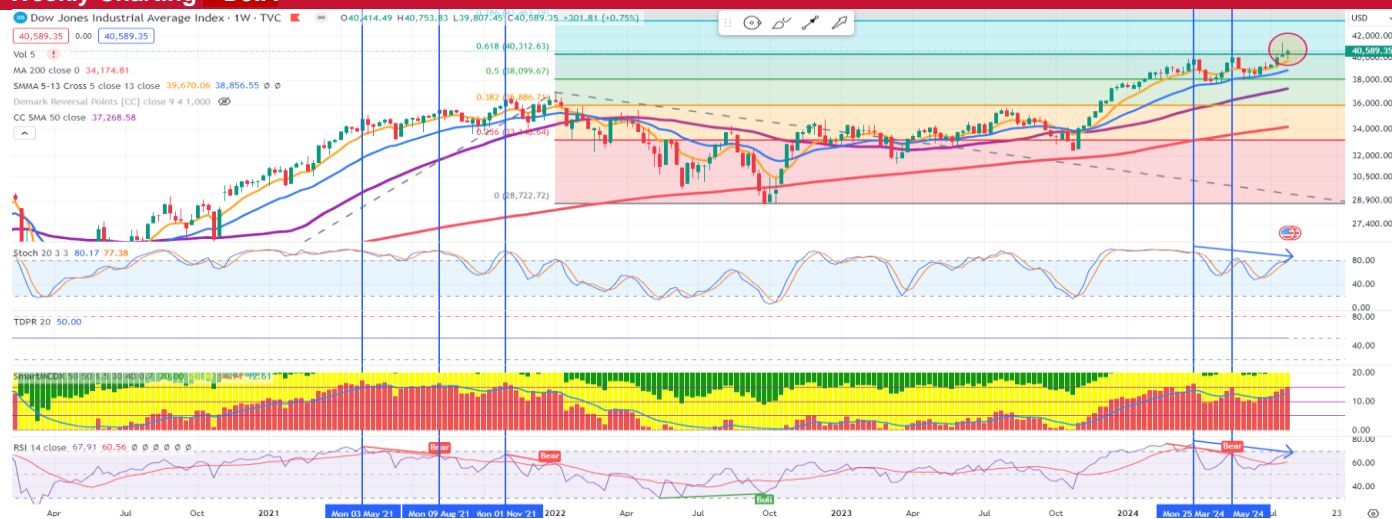 Dow Jones Industrial Average Index · 1W · TVC O40,414.49 H40,753.83 L39,807.45 C40,589.35 +301.81 (+0.75%)
USD
40,589.35 0.00 40,589.35
Vol 5
MA 200 close 0 34,174.81
SMMA 5-13 Cross 5 close 13 close 39,670.06 38,856.55 ∅ ∅
Demark Reversal Points [CC] close 9 4 1,000
CC SMA 50 close 37,268.58
0.618 (40,312.63)
0.5 (38,099.67)
0.382
0 (28,722.72)
42,000.00
40,589.35
40,000.00
38,000.00
36,000.00
34,000.00
32,000.00
30,500.00
28,900.00
27,400.00
Stoch 20 3 3 80.17 77.38
80.00
40.00
0.00
TDPR 20 50.00
80.00
40.00
20.00
10.00
0.00
RSI 14 close 67.91 60.56 ∅ ∅ ∅ ∅ ∅ ∅
Bear
Bear
Bear
Bull
80.00
60.00
40.00
Apr Jul Oct 2021 Mon 03 May '21 Mon 09 Aug '21 Mon 01 Nov '21 2022 Apr Jul Oct 2023 Apr Jul Oct 2024 Mon 25 Mar '24 May '24 23